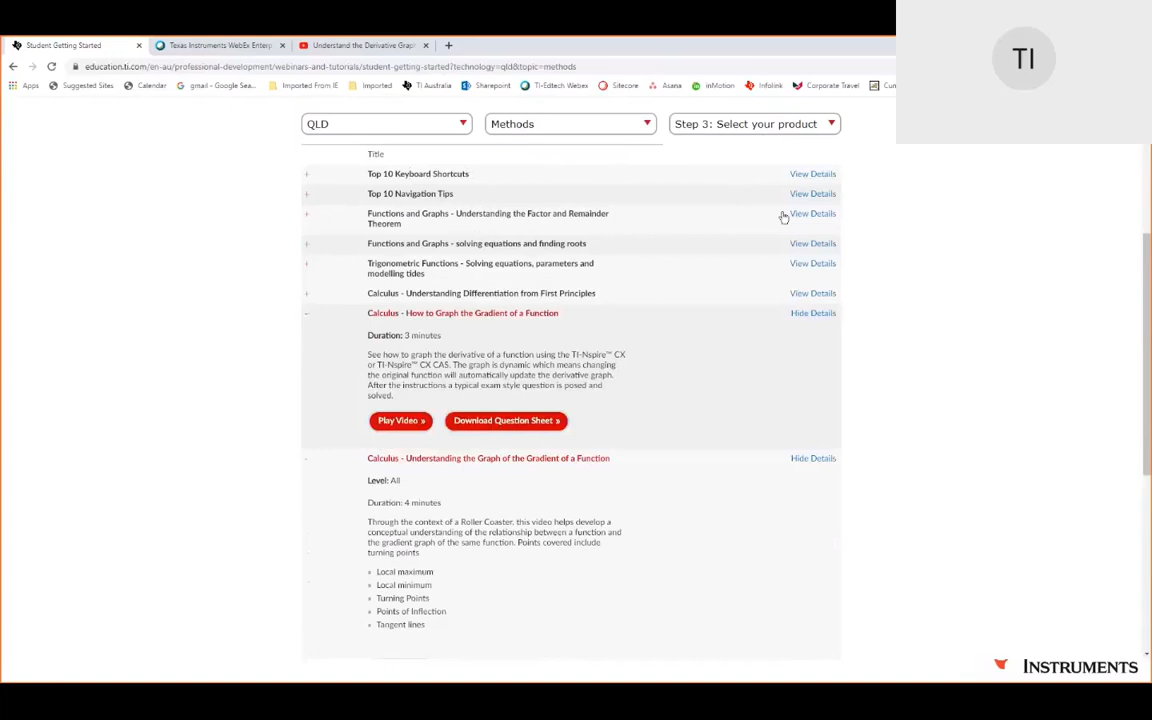 Student Getting Started
Texas Instruments WebEx Enterp
Understand the Derivative Grap
TI
education.ti.com/en-au/professional-development/webinars-and-tutorials/student-getting-started?technology=qld&topic=methods
Apps Suggested Sites Calendar gmail - Google Sea... Imported From IE Imported TI Australia Sharepoint TI-Edtech Webes Sitecore Asana inMotion Infolink Corporate Travel Cur
QLD Methods Step 3: Select your product
Title
Top 10 Keyboard Shortcuts View Details
Top 10 Navigation Tips View Details
Functions and Graphs - Understanding the Factor and Remainder View Details
Theorem
Functions and Graphs - solving equations and finding roots View Details
Trigonometric Functions - Solving equations, parameters and View Details
modelling tides
Calculus - Understanding Differentiation from First Principles View Details
Calculus - How to Graph the Gradient of a Function Hide Details
Duration: 3 minutes
See how to graph the derivative of a function using the TI-Nspire™ CX
or TI-Nspire™ CX CAS. The graph is dynamic which means changing
the original function will automatically update the derivative graph.
After the instructions a typical exam style question is posed and
solved.
Play Video » Download Question Sheet »
Calculus - Understanding the Graph of the Gradient of a Function Hide Details
Level: All
Duration: 4 minutes
Through the context of a Roller Coaster, this video helps develop a
conceptual understanding of the relationship between a function and
the gradient graph of the same function. Points covered include
turning points
Local maximum
Local minimum
Turning Points
Points of Inflection
Tangent lines
INSTRUMENTS